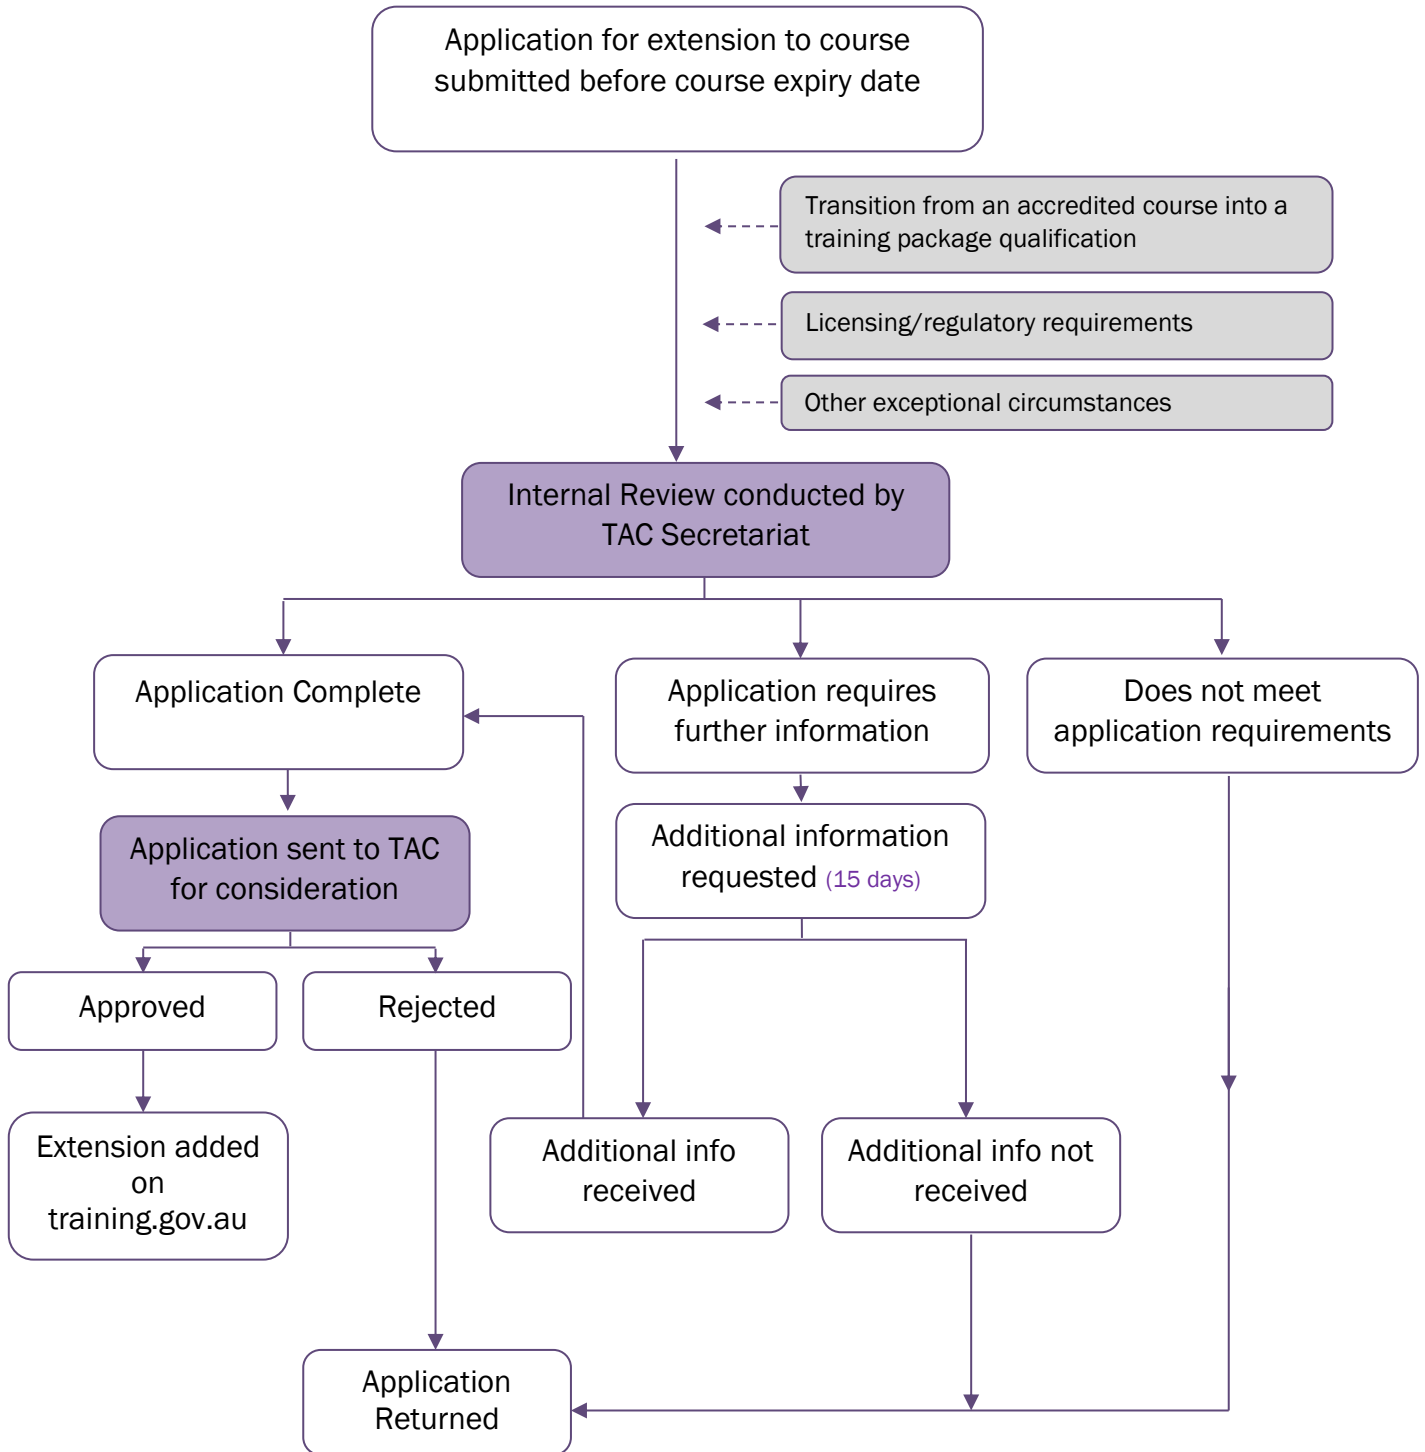 Application for extension to course
submitted before course expiry date
Transition from an accredited course into a
training package qualification
Licensing/regulatory requirements
Other exceptional circumstances
Internal Review conducted by
TAC Secretariat
Application Complete
Application requires
further information
Does not meet
application requirements
Application sent to TAC
for consideration
Additional information
requested (15 days)
Approved
Rejected
Extension added
on
training.gov.au
Additional info
received
Additional info not
received
Application
Returned